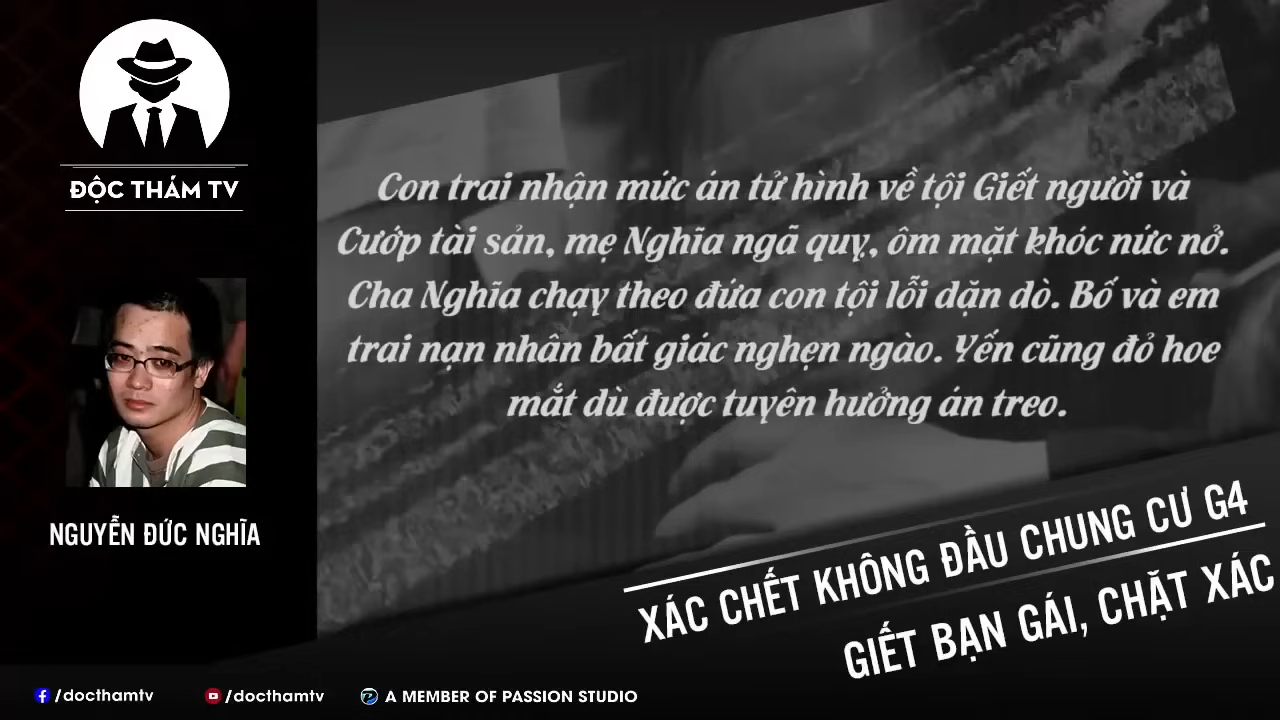 ĐỘC THÁM TV
NGUYỄN ĐỨC NGHĨA
Con trai nhận mức án tử hình về tội Giết người và
Cướp tài sản, mẹ Nghĩa ngã quỵ, ôm mặt khóc nức nở.
Cha Nghĩa chạy theo đứa con tội lỗi dặn dò. Bố và em
trai nạn nhân bất giác nghẹn ngào. Yến cũng đỏ hoe
mắt dù được tuyên hưởng án treo.
XÁC CHẾT KHÔNG ĐẦU CHUNG CƯ G4
GIẾT BẠN GÁI, CHẶT XÁC
/docthamtv
/docthamtv
A MEMBER OF PASSION STUDIO